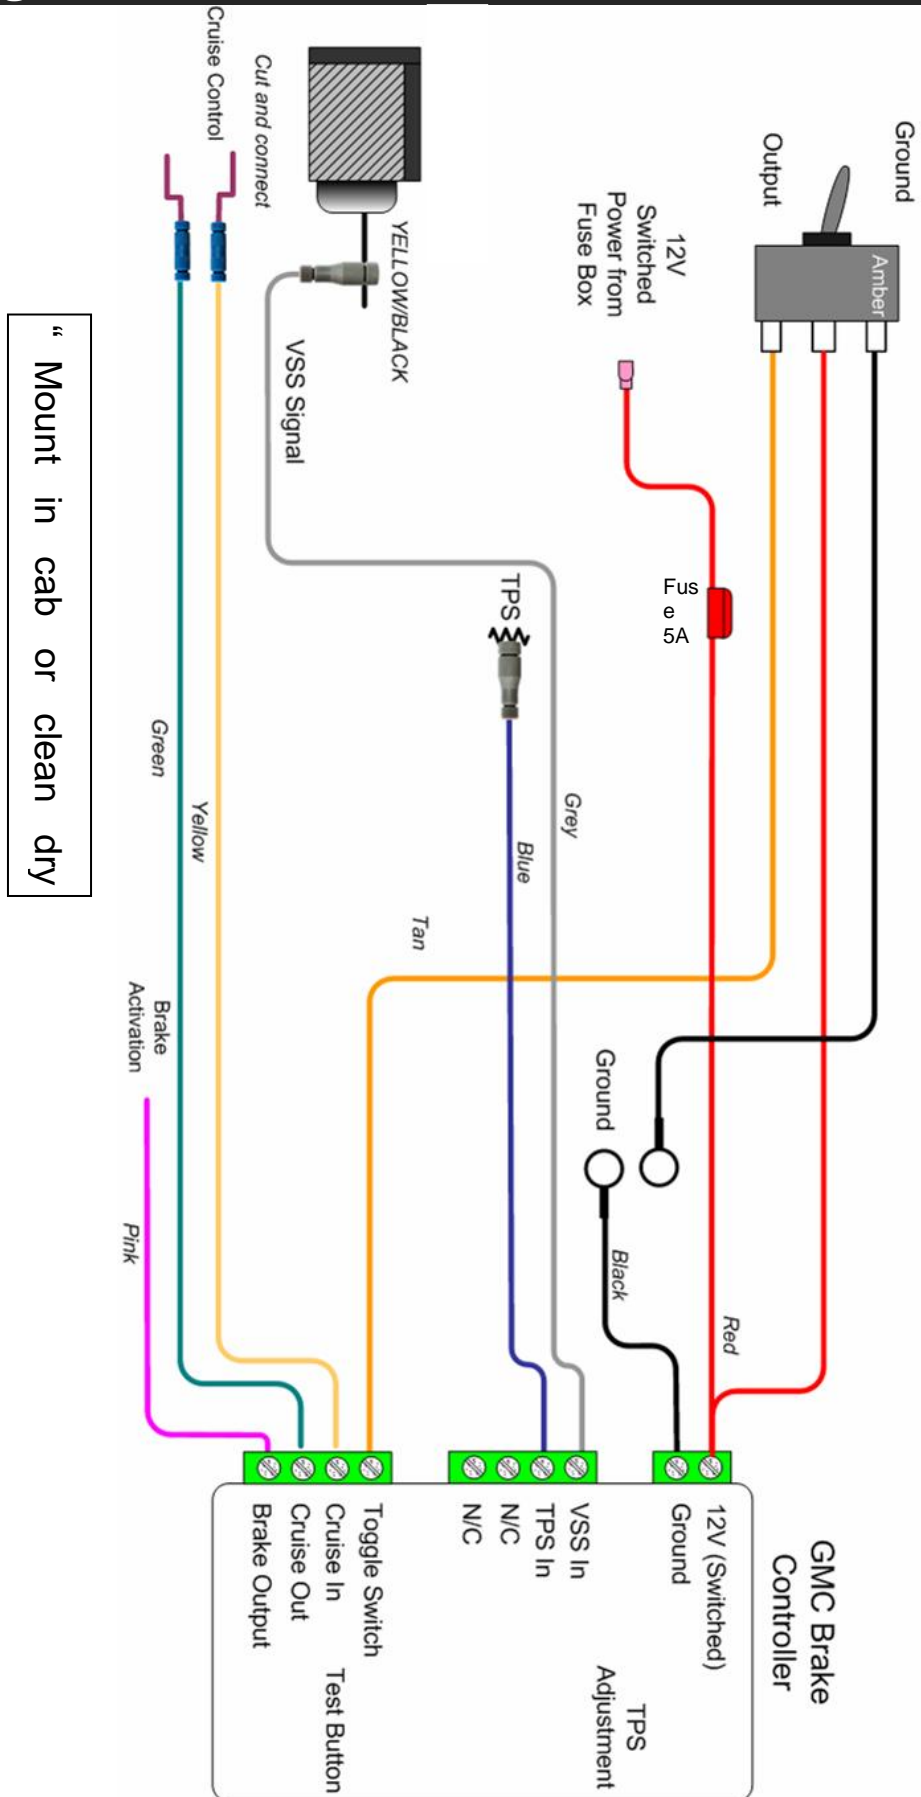 GMC Brake
Controller
Ground
Output
Amber
12V
Switched
Power from
Fuse Box
Fus
e
5A
Red
12V (Switched)
Ground
Ground
Black
TPS
Adjustment
Grey
VSS In
Blue
TPS In
TPS
N/C
N/C
Tan
YELLOW/BLACK
VSS Signal
Toggle Switch
Cut and connect
Cruise Control
Yellow
Cruise In
Test Button
Green
Cruise Out
Brake
Activation
Pink
Brake Output
“ Mount in cab or clean dry